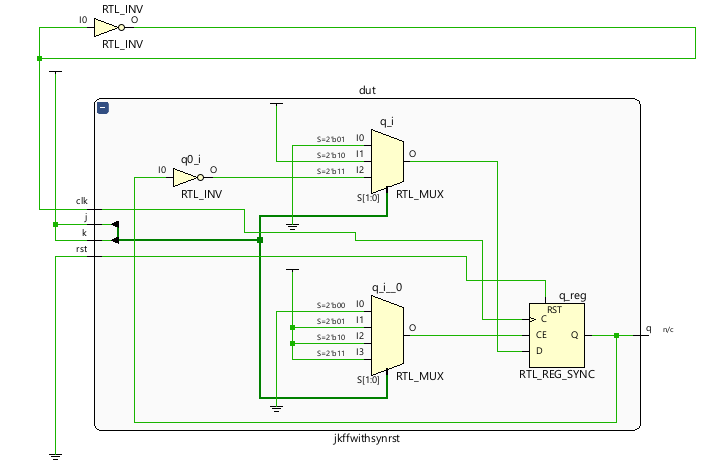 RTL_INV
I0 O
RTL_INV
dut
q_i
S=2'b01 I0
S=2'b10 I1 O
S=2'b11 I2
S[1:0] RTL_MUX
q0_i
I0 O
RTL_INV
clk
j
k
rst
q_i__0
S=2'b00 I0
S=2'b01 I1
S=2'b10 I2 O
S=2'b11 I3
S[1:0] RTL_MUX
q_reg
RST
C
CE Q
D
RTL_REG_SYNC
q n/c
jkffwithsynrst